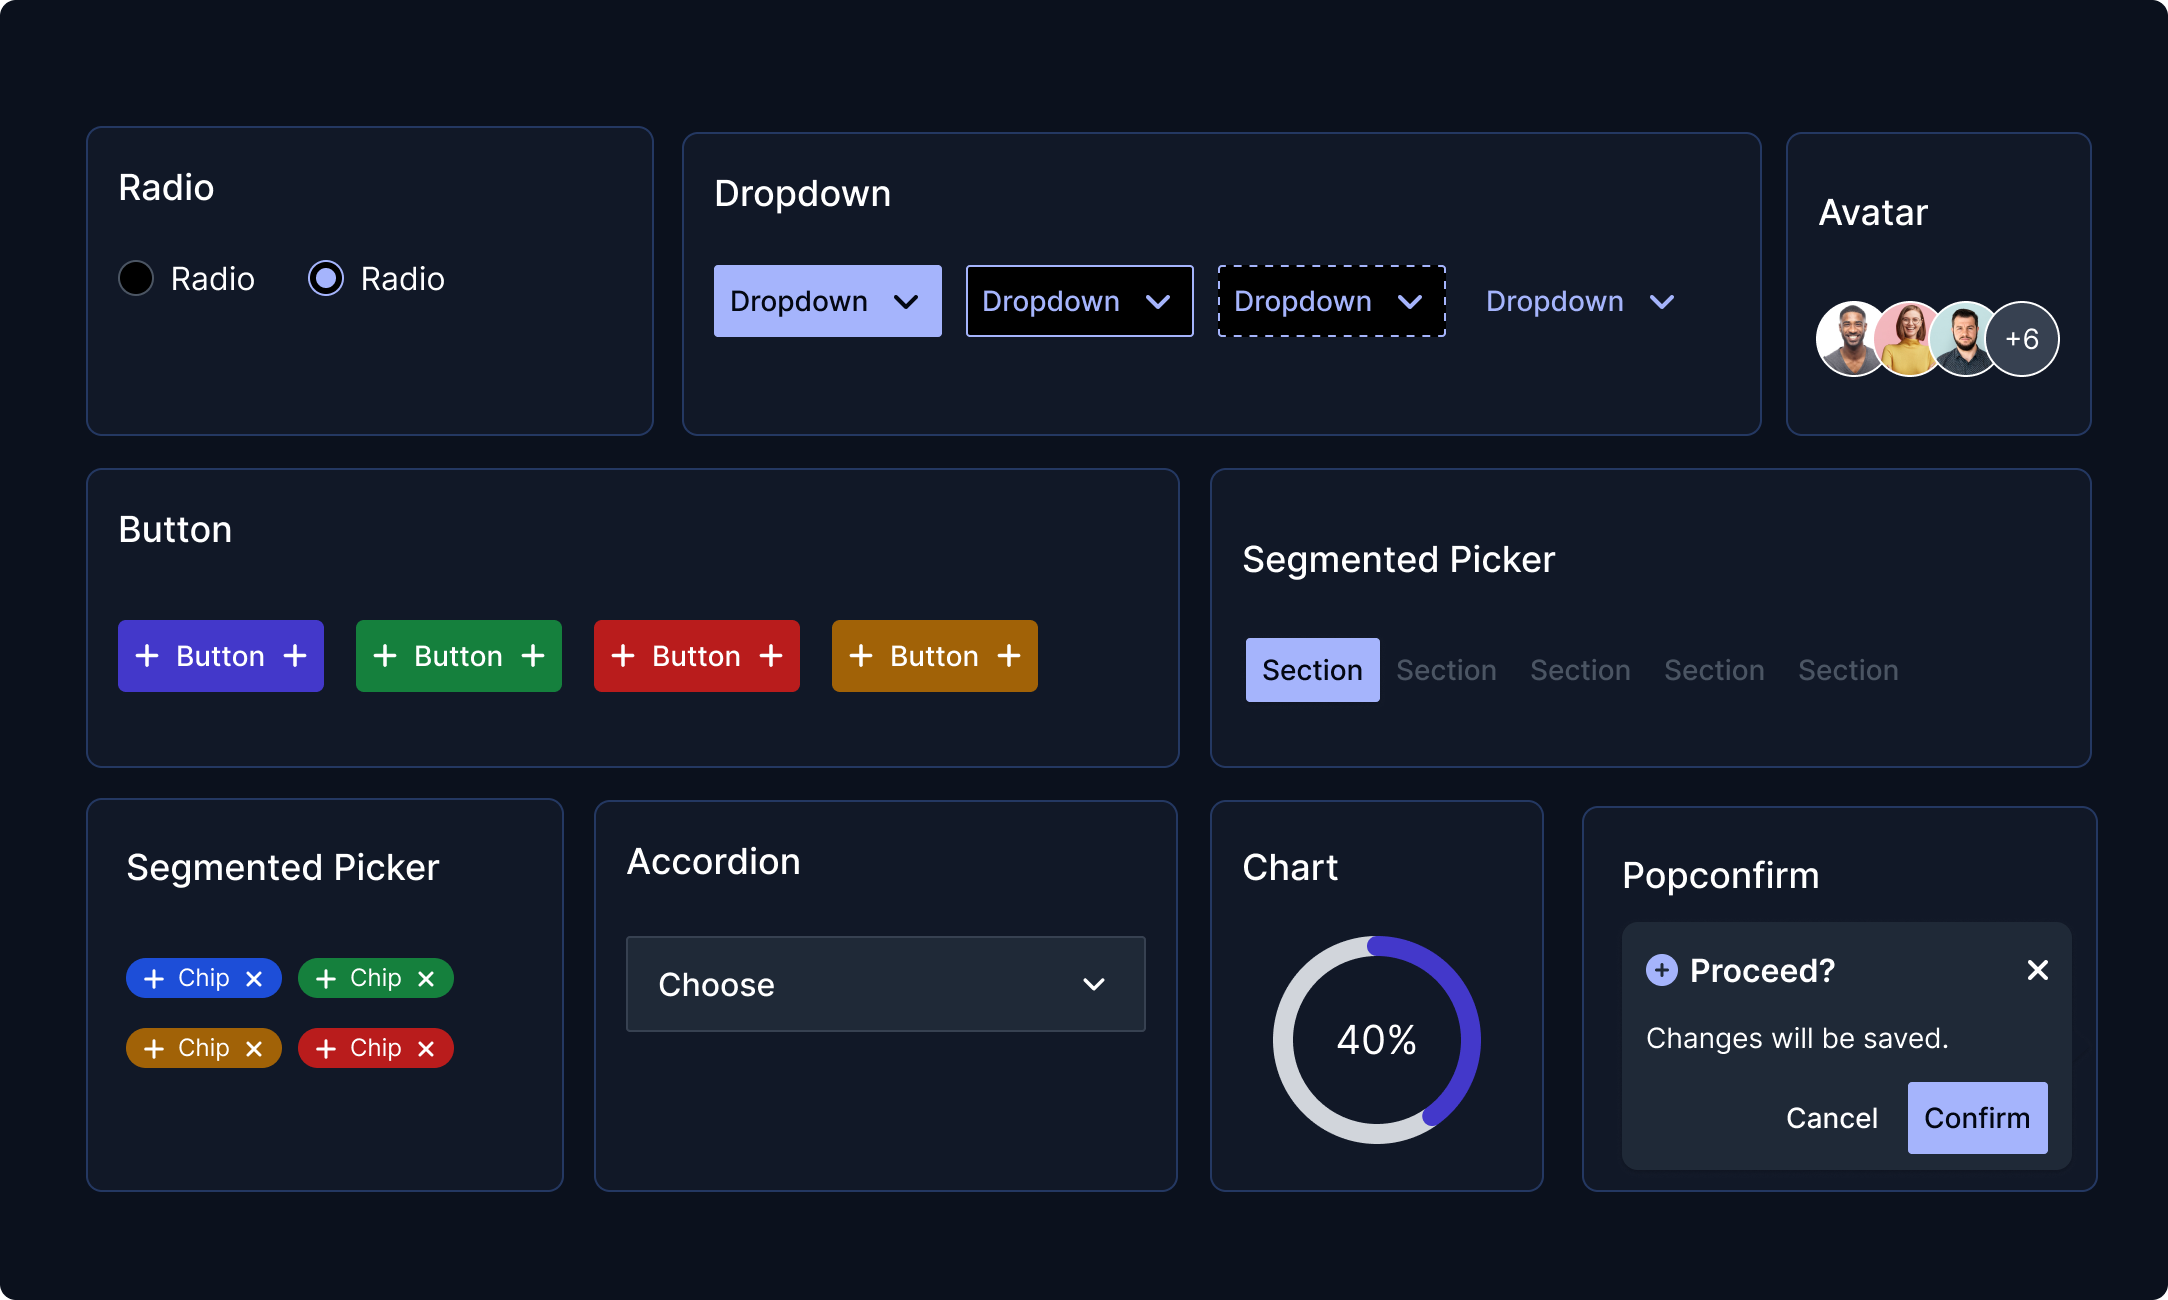 Radio
Radio Radio
Dropdown
Dropdown Dropdown Dropdown Dropdown
Avatar
+6
Button
Button Button Button Button
Segmented Picker
Section Section Section Section Section
Segmented Picker
Chip Chip
Chip Chip
Accordion
Choose
Chart
40%
Popconfirm
Proceed?
Changes will be saved.
Cancel Confirm